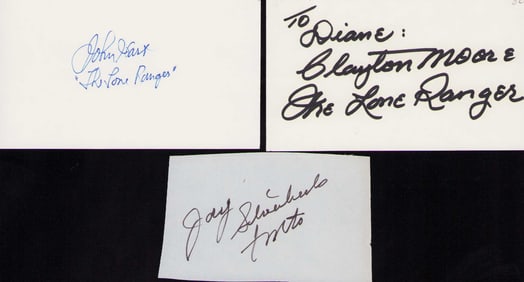 John Hart
"The Lone Ranger"
To
Diane:
Clayton Moore
The Lone Ranger
Jay Silverheels
Tonto